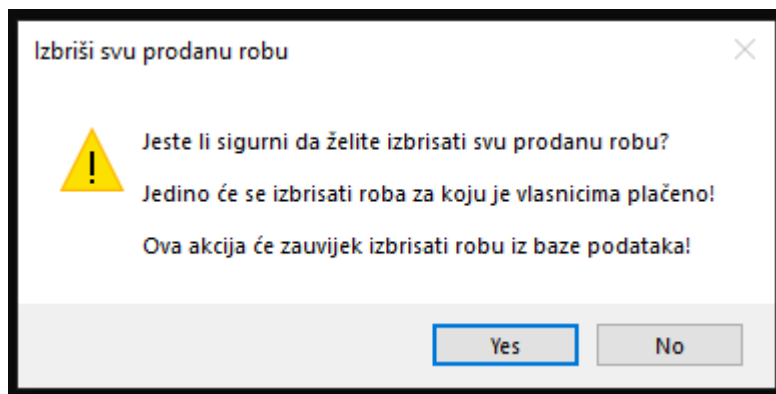 Izbriši svu prodanu robu
Jeste li sigurni da želite izbrisati svu prodanu robu?
Jedino će se izbrisati roba za koju je vlasnicima plačeno!
Ova akcija će zauvijek izbrisati robu iz baze podataka!
Yes No